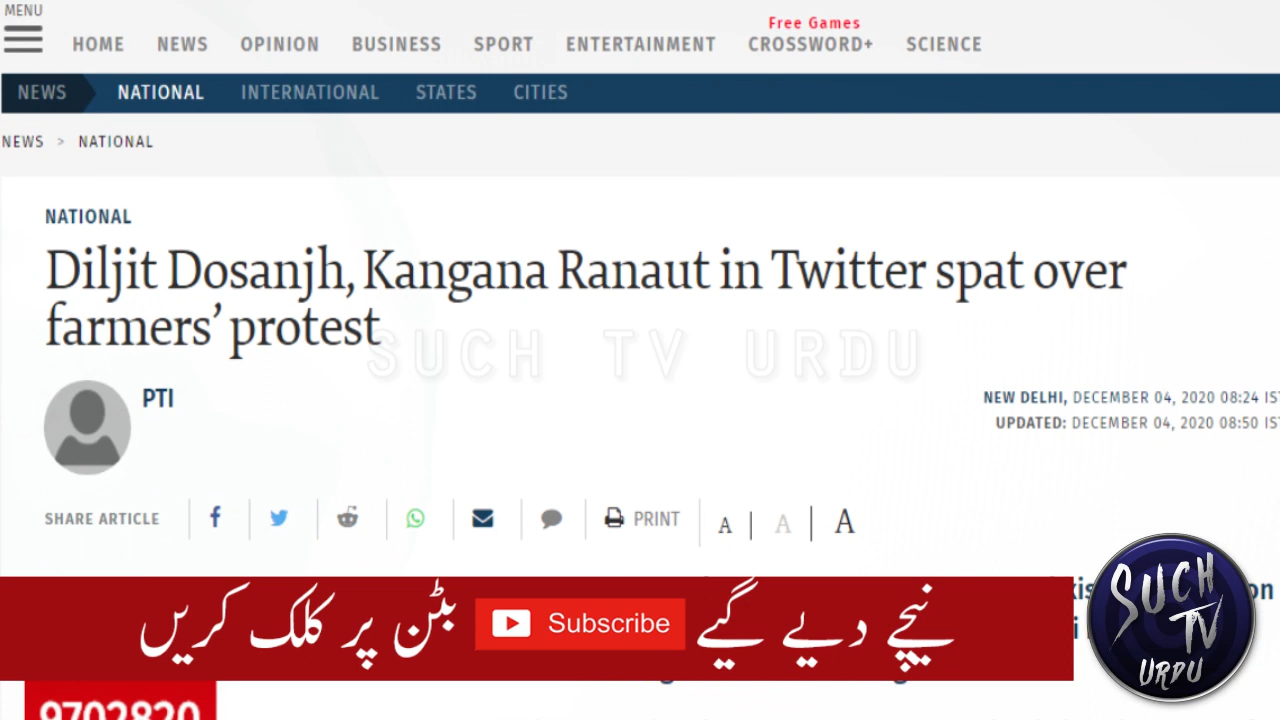 MENU
Free Games
HOME NEWS OPINION BUSINESS SPORT ENTERTAINMENT CROSSWORD+ SCIENCE
NEWS NATIONAL INTERNATIONAL STATES CITIES
NEWS > NATIONAL
NATIONAL
Diljit Dosanjh, Kangana Ranaut in Twitter spat over
farmers’ protest
SUCH TV URDU
PTI
NEW DELHI, DECEMBER 04, 2020 08:24 IST
UPDATED: DECEMBER 04, 2020 08:50 IST
SHARE ARTICLE PRINT A | A | A
نیچے دیے گیے Subscribe بٹن پر کلک کریں
SUCH
TV
URDU
9702820